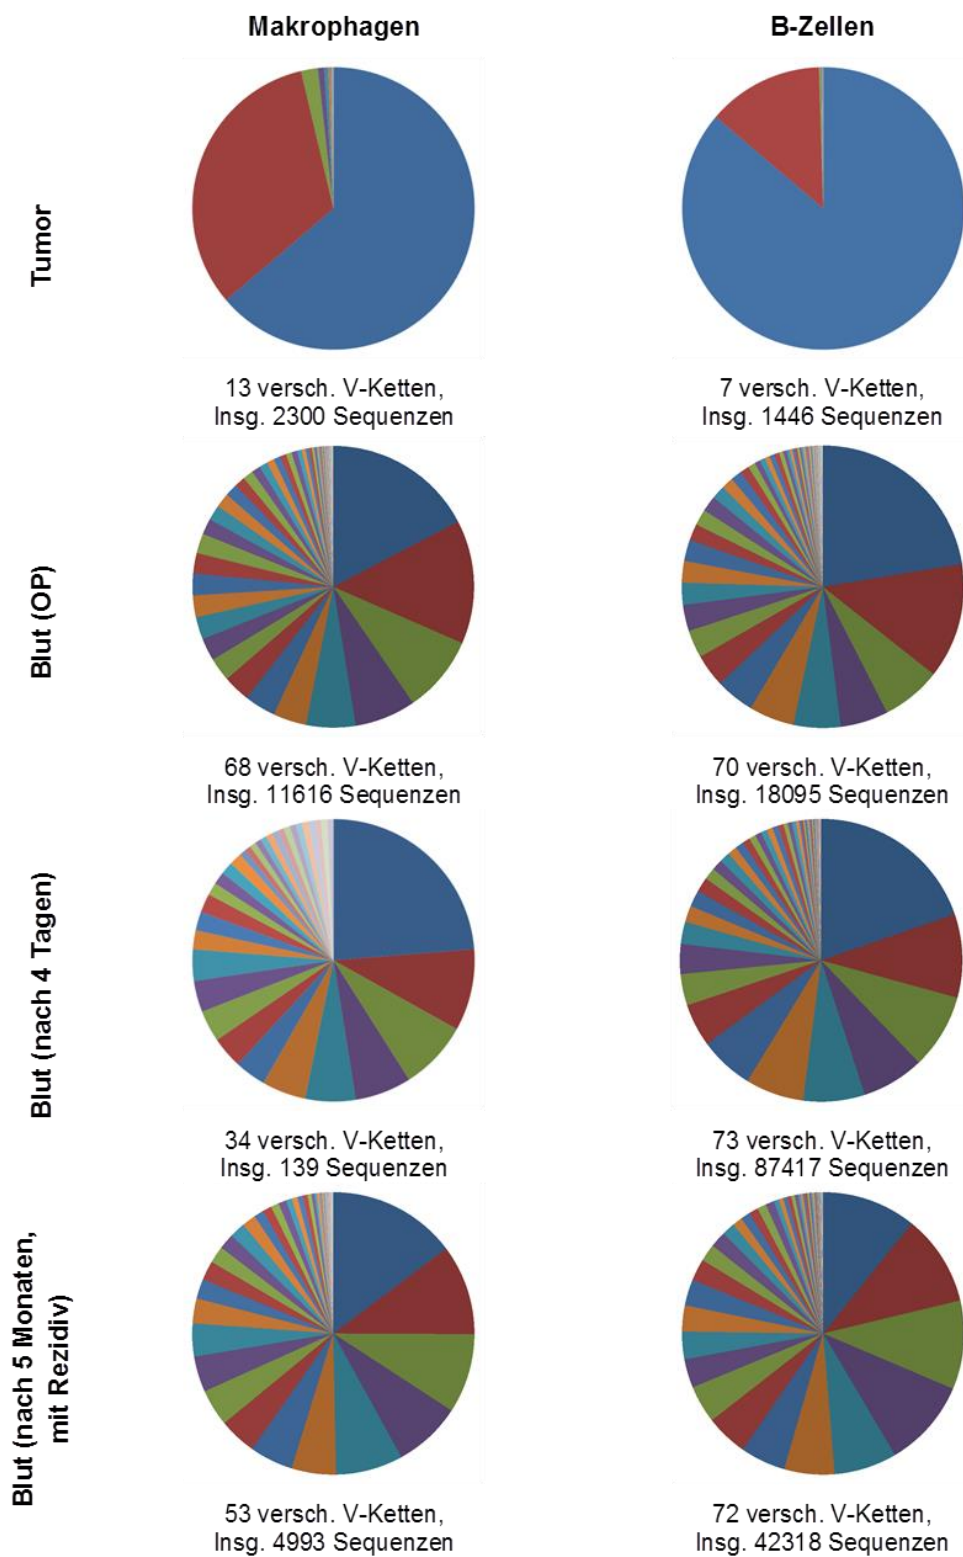 Makrophagen
B-Zellen
Tumor
13 versch. V-Ketten,
Insg. 2300 Sequenzen
7 versch. V-Ketten,
Insg. 1446 Sequenzen
Blut (OP)
68 versch. V-Ketten,
Insg. 11616 Sequenzen
70 versch. V-Ketten,
Insg. 18095 Sequenzen
Blut (nach 4 Tagen)
34 versch. V-Ketten,
Insg. 139 Sequenzen
73 versch. V-Ketten,
Insg. 87417 Sequenzen
Blut (nach 5 Monaten,
mit Rezidiv)
53 versch. V-Ketten,
Insg. 4993 Sequenzen
72 versch. V-Ketten,
Insg. 42318 Sequenzen